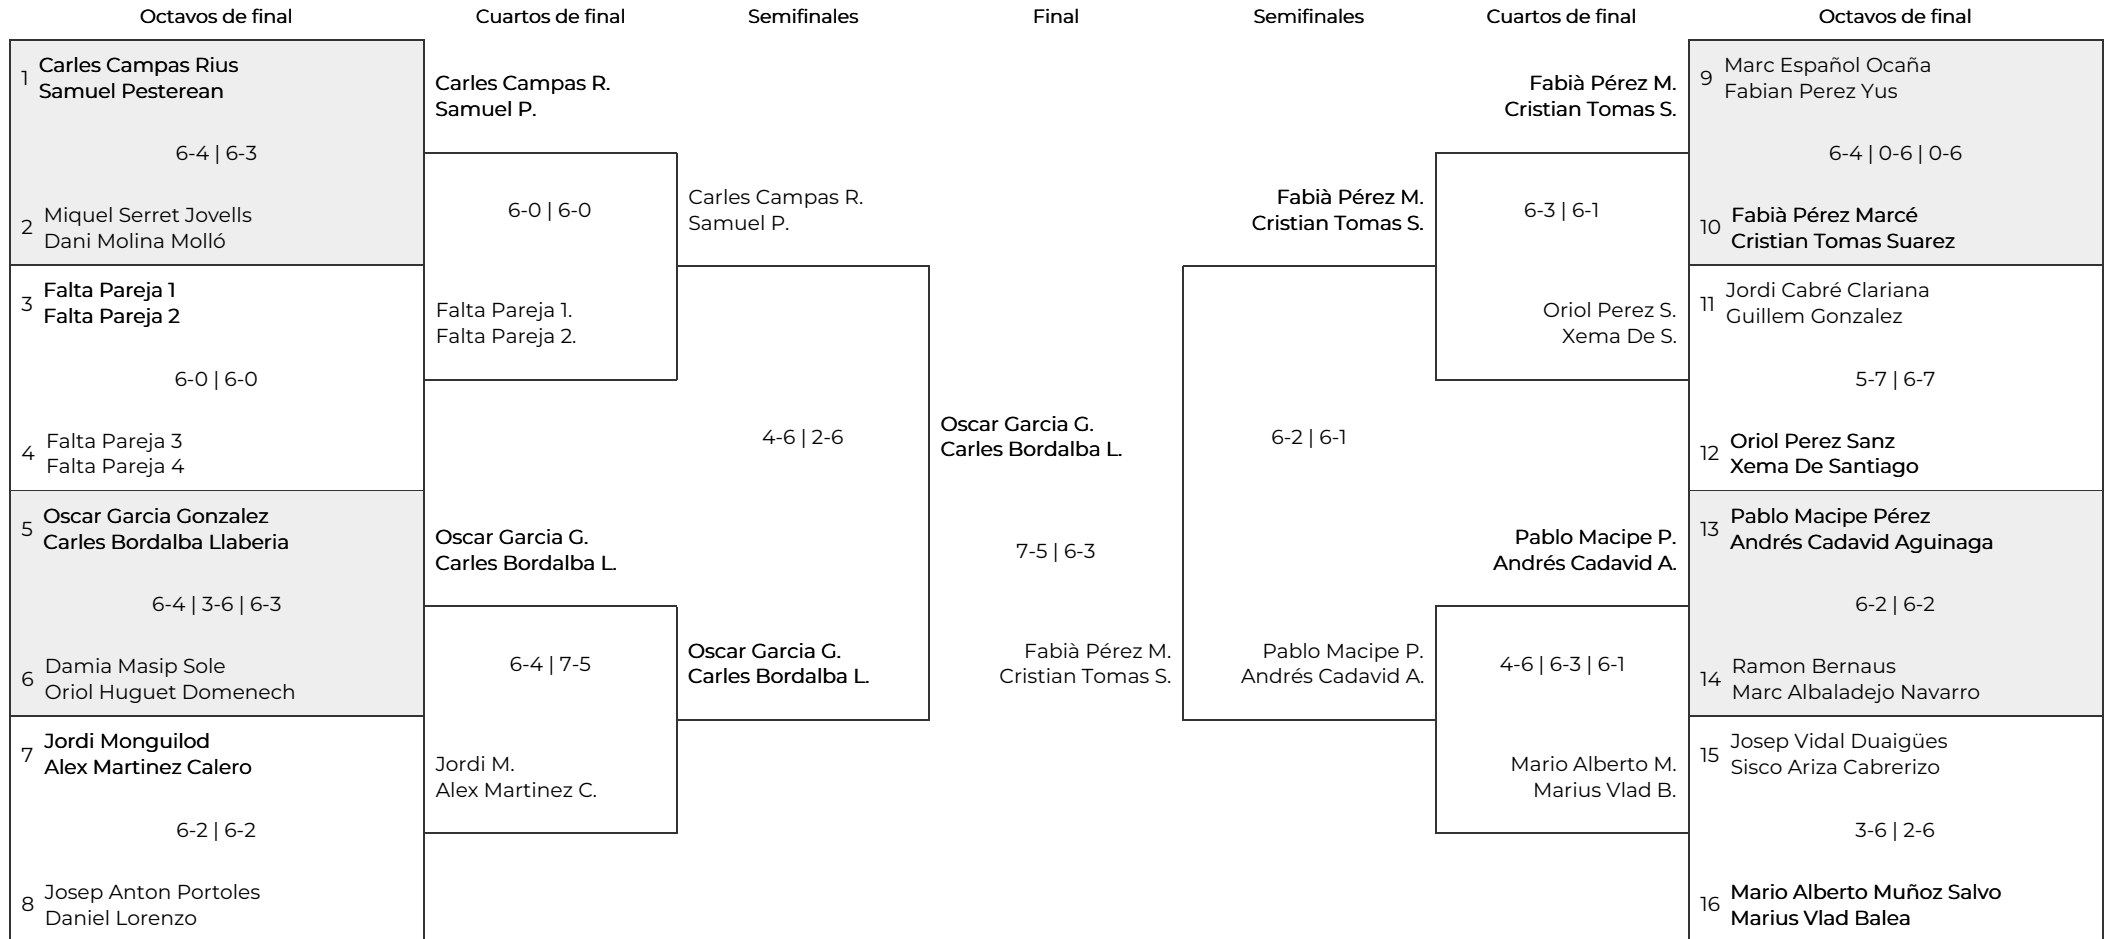 Octavos de final
Cuartos de final
Semifinales
Final
Semifinales
Cuartos de final
Octavos de final
1
Carles Campas Rius
Samuel Pesterean
6-4 | 6-3
2
Miquel Serret Jovells
Dani Molina Molló
3
Falta Pareja 1
Falta Pareja 2
6-0 | 6-0
4
Falta Pareja 3
Falta Pareja 4
5
Oscar Garcia Gonzalez
Carles Bordalba Llaberia
6-4 | 3-6 | 6-3
6
Damia Masip Sole
Oriol Huguet Domenech
7
Jordi Monguilod
Alex Martinez Calero
6-2 | 6-2
8
Josep Anton Portoles
Daniel Lorenzo
Carles Campas R.
Samuel P.
6-0 | 6-0
Falta Pareja 1.
Falta Pareja 2.
Oscar Garcia G.
Carles Bordalba L.
6-4 | 7-5
Jordi M.
Alex Martinez C.
Carles Campas R.
Samuel P.
4-6 | 2-6
Oscar Garcia G.
Carles Bordalba L.
Oscar Garcia G.
Carles Bordalba L.
7-5 | 6-3
Fabià Pérez M.
Cristian Tomas S.
Fabià Pérez M.
Cristian Tomas S.
6-2 | 6-1
Pablo Macipe P.
Andrés Cadavid A.
Fabià Pérez M.
Cristian Tomas S.
6-3 | 6-1
Oriol Perez S.
Xema De S.
Pablo Macipe P.
Andrés Cadavid A.
4-6 | 6-3 | 6-1
Mario Alberto M.
Marius Vlad B.
9
Marc Español Ocaña
Fabian Perez Yus
6-4 | 0-6 | 0-6
10
Fabià Pérez Marcé
Cristian Tomas Suarez
11
Jordi Cabré Clariana
Guillem Gonzalez
5-7 | 6-7
12
Oriol Perez Sanz
Xema De Santiago
13
Pablo Macipe Pérez
Andrés Cadavid Aguinaga
6-2 | 6-2
14
Ramon Bernaus
Marc Albaladejo Navarro
15
Josep Vidal Duaigües
Sisco Ariza Cabrerizo
3-6 | 2-6
16
Mario Alberto Muñoz Salvo
Marius Vlad Balea